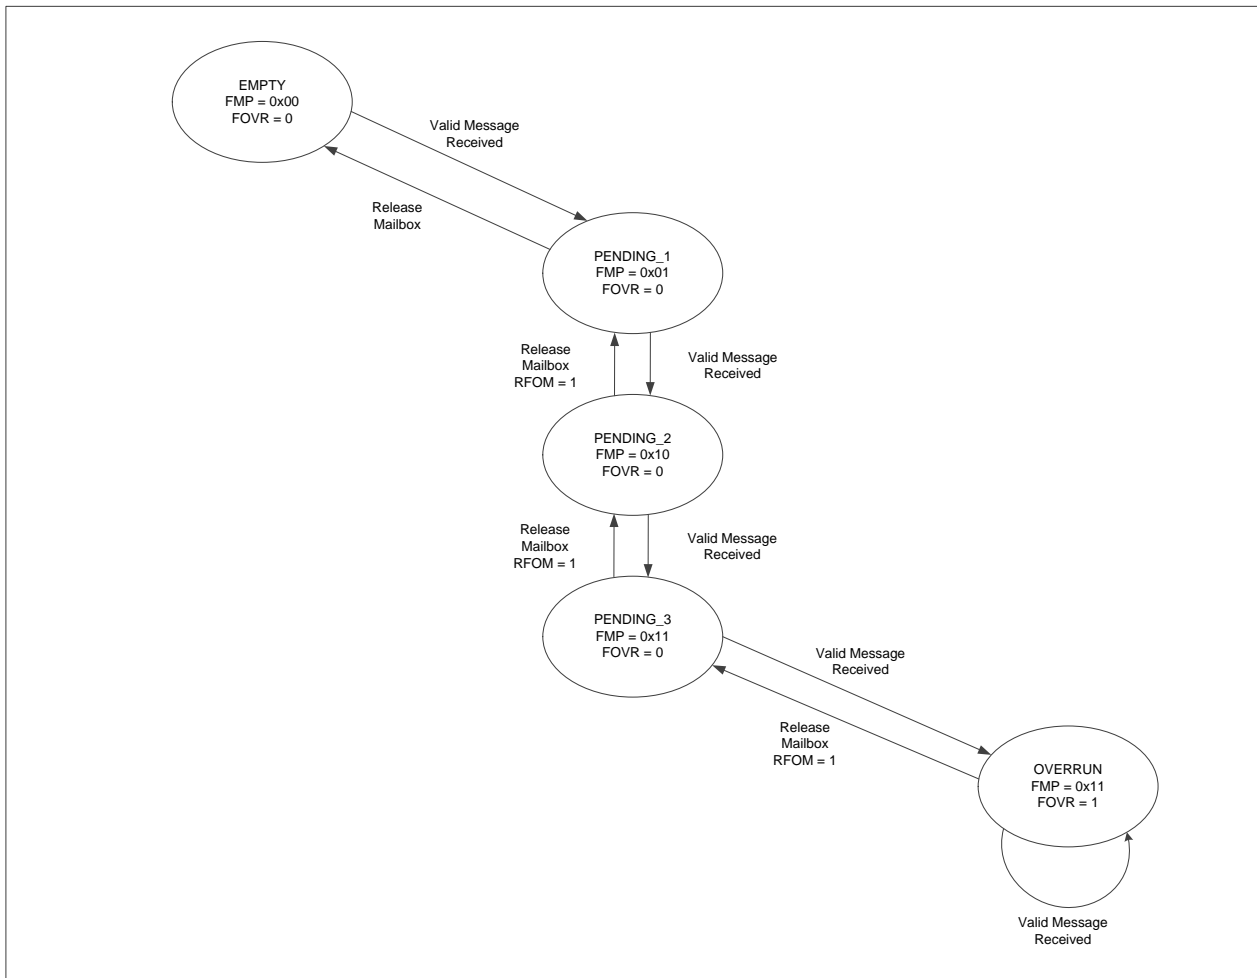 EMPTY
FMP = 0x00
FOVR = 0
Valid Message
Received
Release
Mailbox
PENDING_1
FMP = 0x01
FOVR = 0
Release
Mailbox
RFOM = 1
Valid Message
Received
PENDING_2
FMP = 0x10
FOVR = 0
Release
Mailbox
RFOM = 1
Valid Message
Received
PENDING_3
FMP = 0x11
FOVR = 0
Valid Message
Received
Release
Mailbox
RFOM = 1
OVERRUN
FMP = 0x11
FOVR = 1
Valid Message
Received